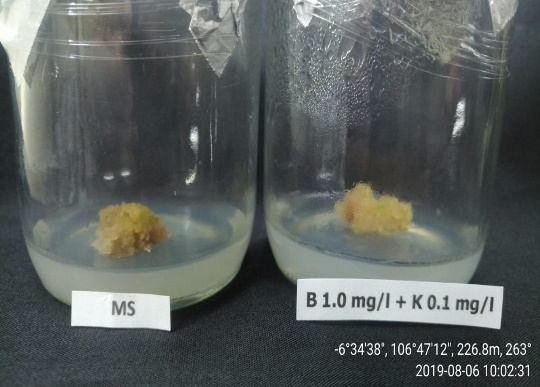 MS
B 1.0 mg/l + K 0.1 mg/l
-6°34'38", 106°47'12", 226.8m, 263°
2019-08-06 10:02:31